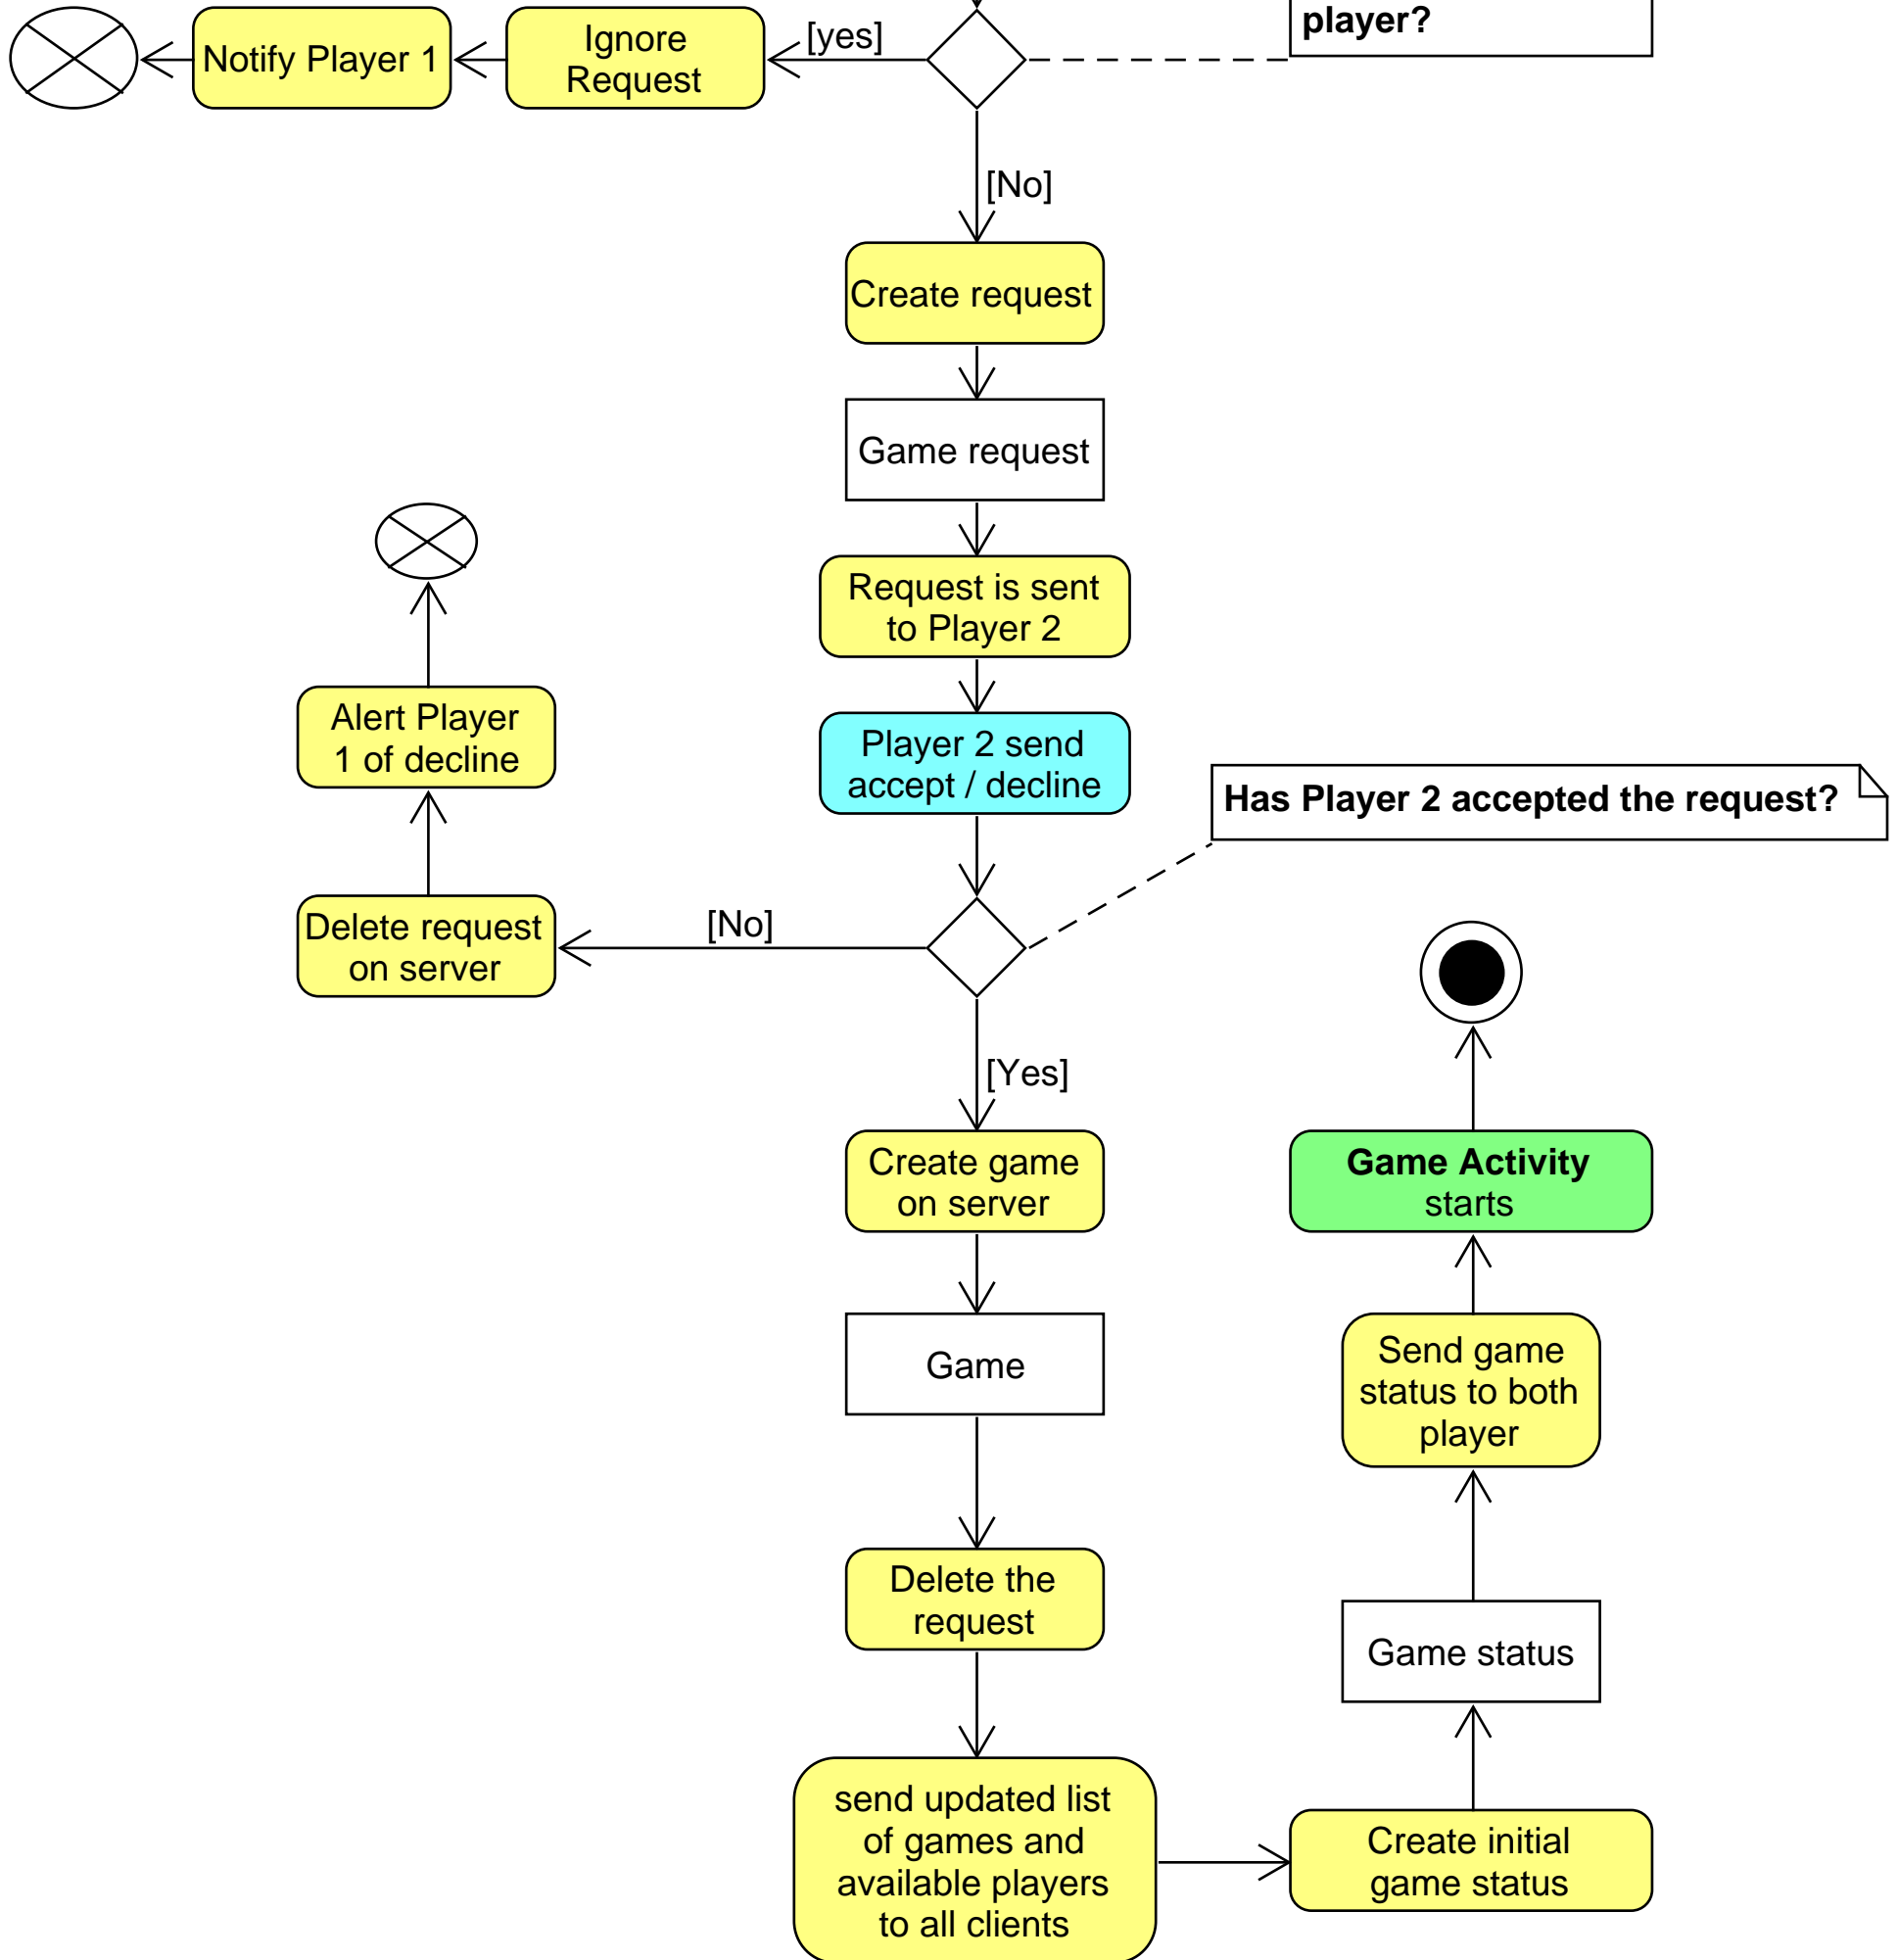 player?
Notify Player 1
Ignore
Request
[yes]
[No]
Create request
Game request
Request is sent
to Player 2
Alert Player
1 of decline
Player 2 send
accept / decline
Has Player 2 accepted the request?
Delete request
on server
[No]
[Yes]
Create game
on server
Game Activity
starts
Game
Send game
status to both
player
Delete the
request
Game status
send updated list
of games and
available players
to all clients
Create initial
game status